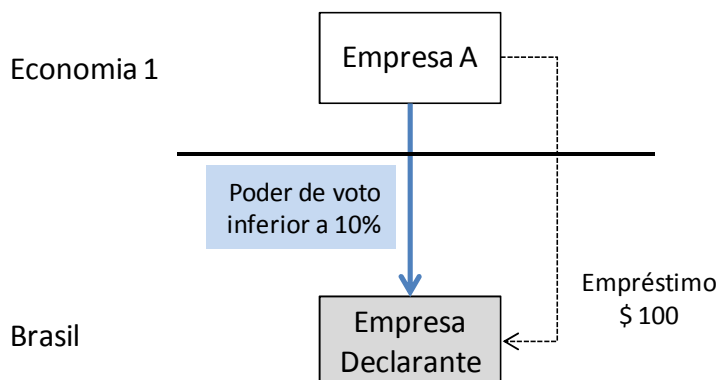 Economia 1
Empresa A
Poder de voto
inferior a 10%
Empréstimo
$ 100
Brasil
Empresa
Declarante